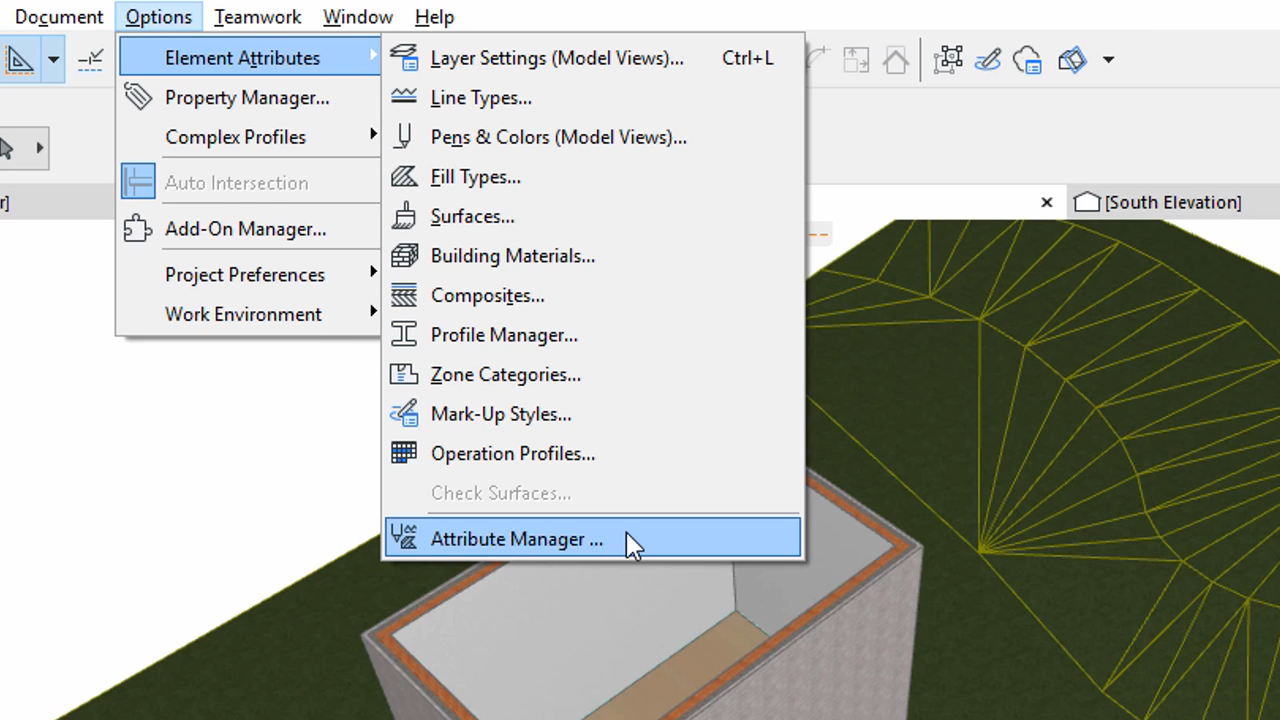 Document Options Teamwork Window Help
Element Attributes
Property Manager...
Complex Profiles
Auto Intersection
Add-On Manager...
Project Preferences
Work Environment
Layer Settings (Model Views)... Ctrl+L
Line Types...
Pens & Colors (Model Views)...
Fill Types...
Surfaces...
Building Materials...
Composites...
Profile Manager...
Zone Categories...
Mark-Up Styles...
Operation Profiles...
Check Surfaces...
Attribute Manager ...
r]
[South Elevation]